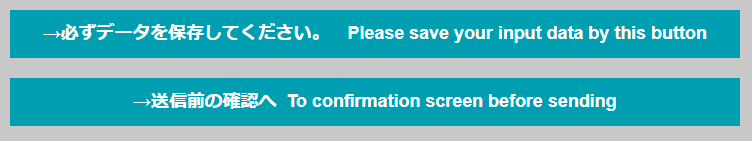 →必ずデータを保存してください。 Please save your input data by this button
→送信前の確認へ To confirmation screen before sending